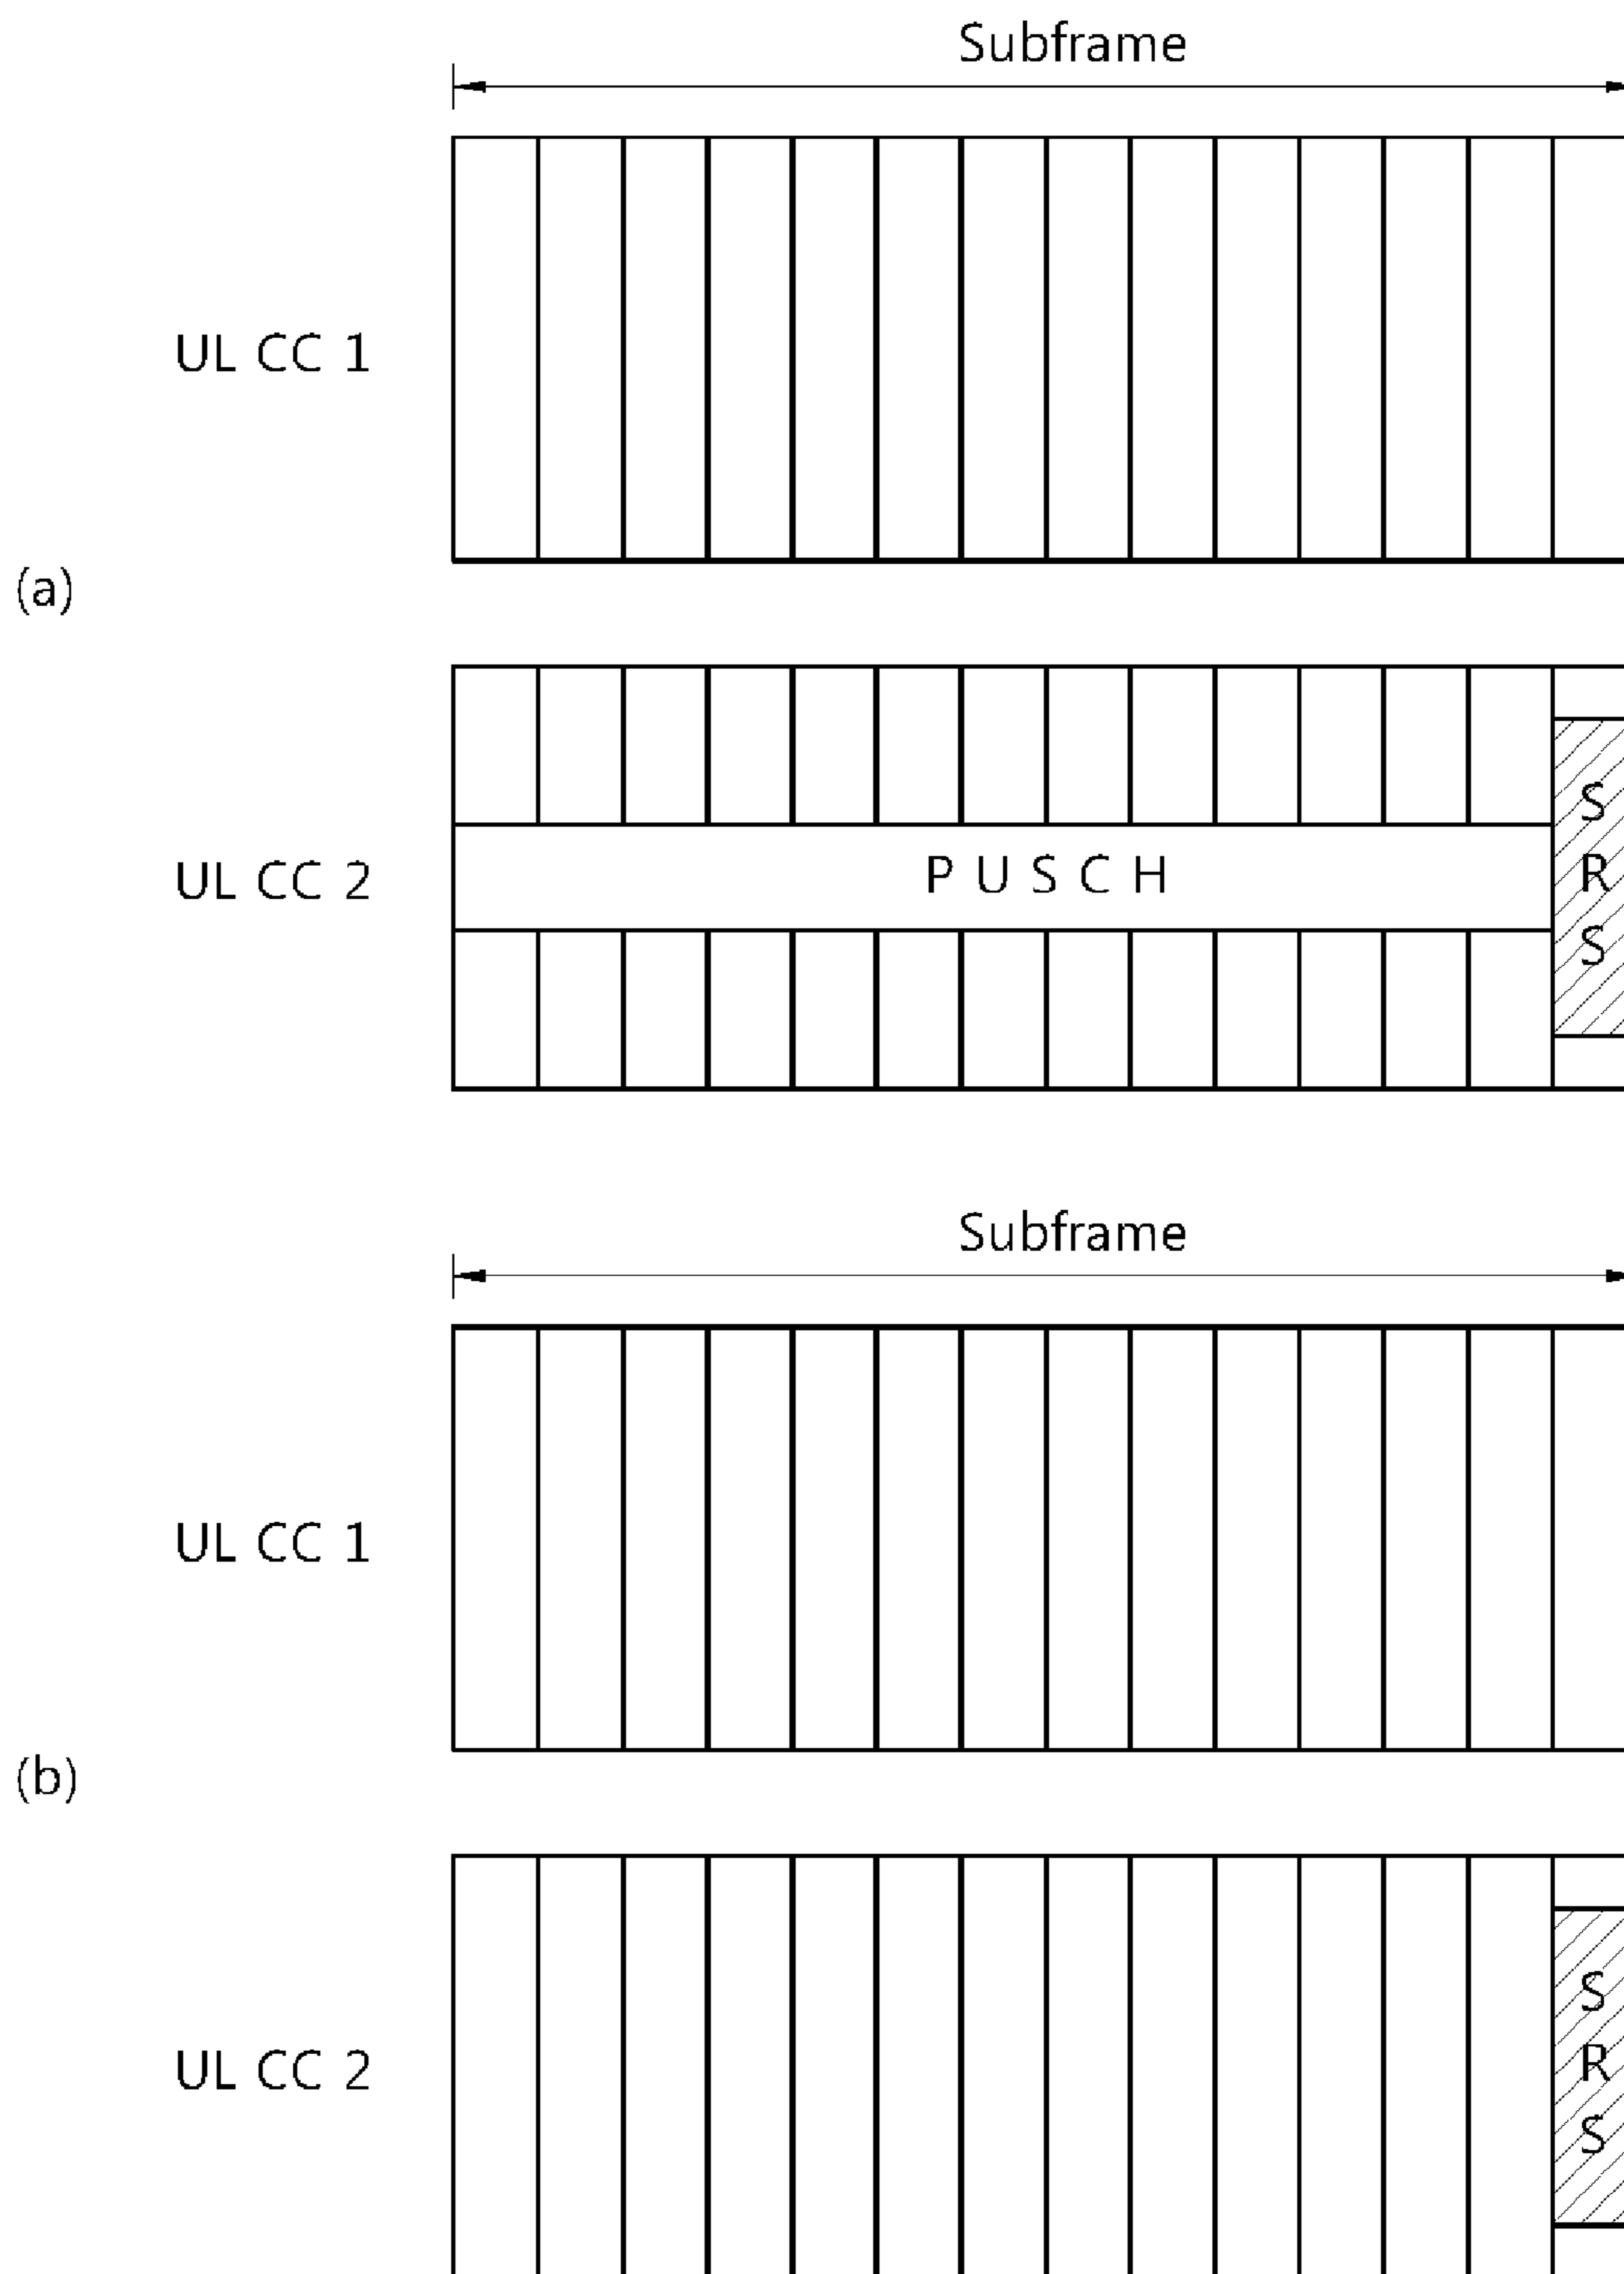 Subframe
UL CC 1
(a)
UL CC 2
P U S C H
S
R
S
Subframe
UL CC 1
(b)
UL CC 2
S
R
S